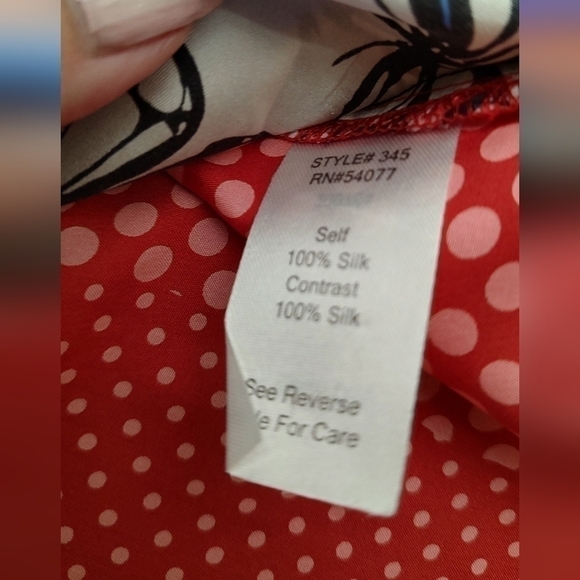 STYLE# 345
RN#54077
Self
100% Silk
Contrast
100% Silk
See Reverse
For Care